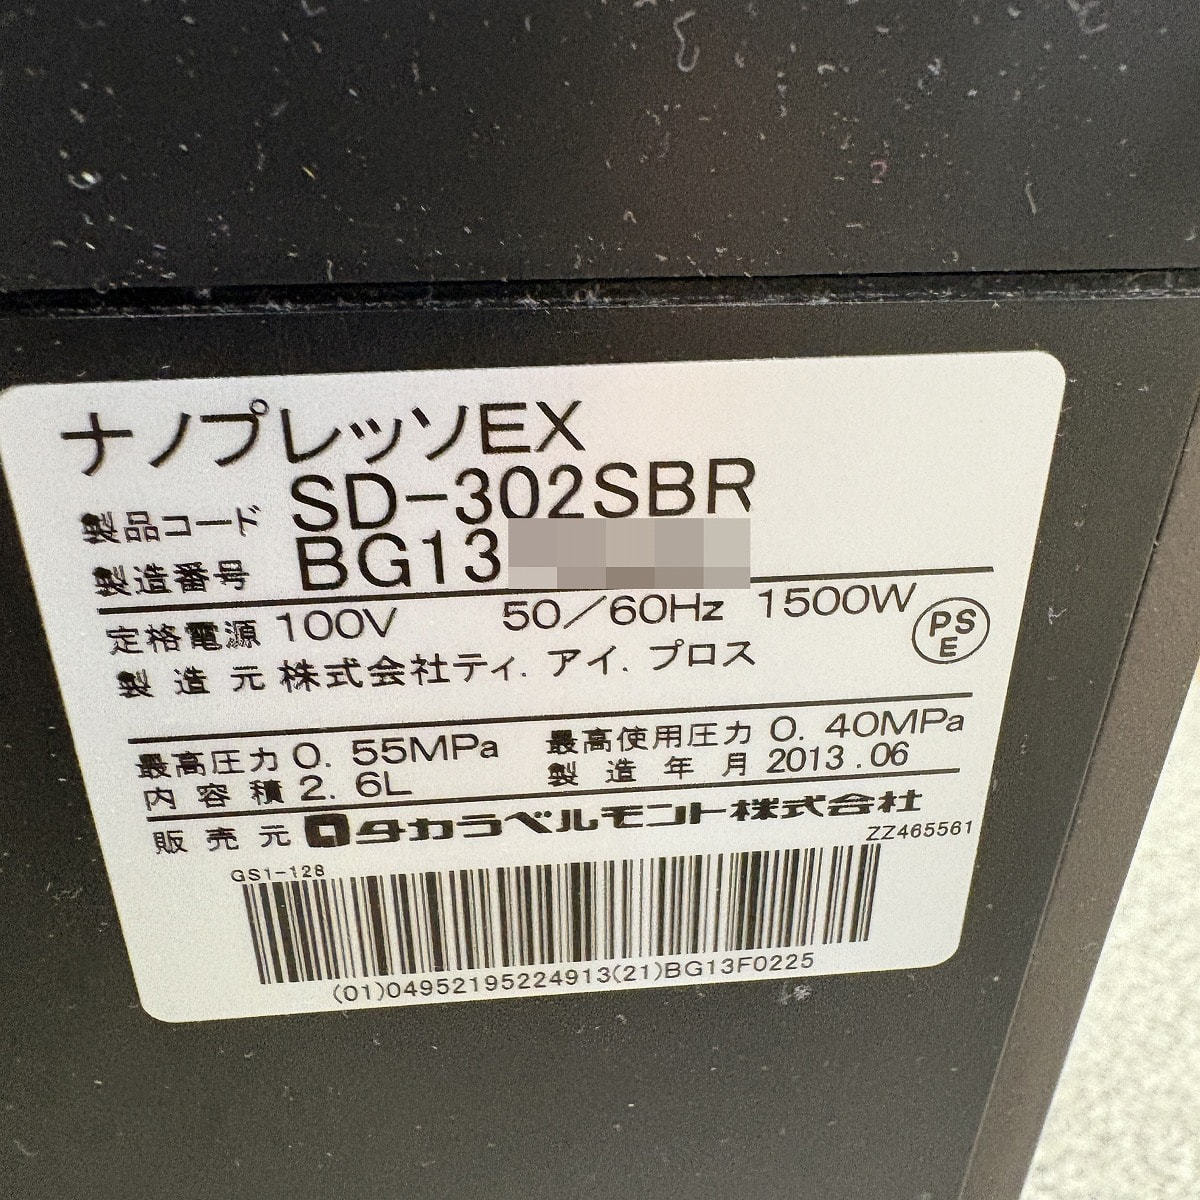 ナノプレッソEX
製品コード SD-302SBR
製造番号 BG13
定格電源 100V 50/60Hz 1500W PSE
製造元 株式会社ティ.アイ.プロス
最高圧力 0.55MPa 最高使用圧力 0.40MPa
内容積 2.6L 製造年月 2013.06
販売元 タカラベルモント株式会社
ZZ465561
GS1-128
(01)04952195224913(21)BG13F0225